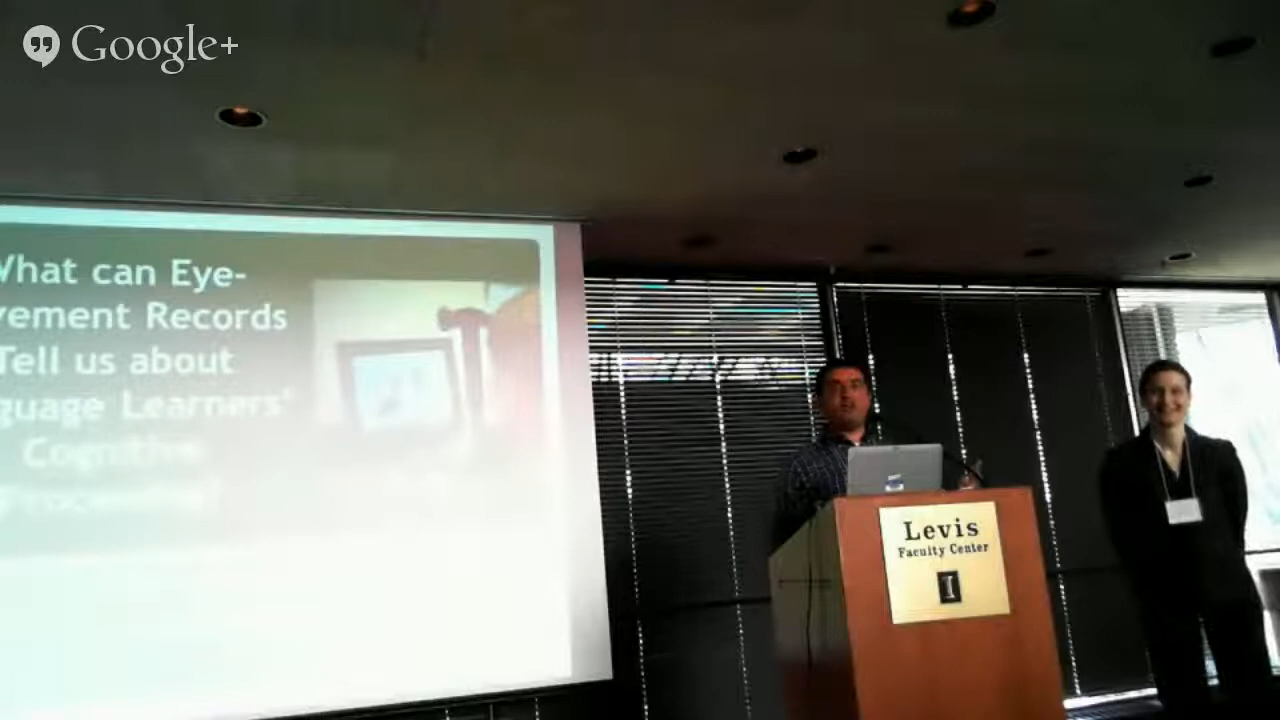 Google+
What can Eye-
vement Records
Tell us about
guage Learners'
Cognitive
Levis
Faculty Center
I